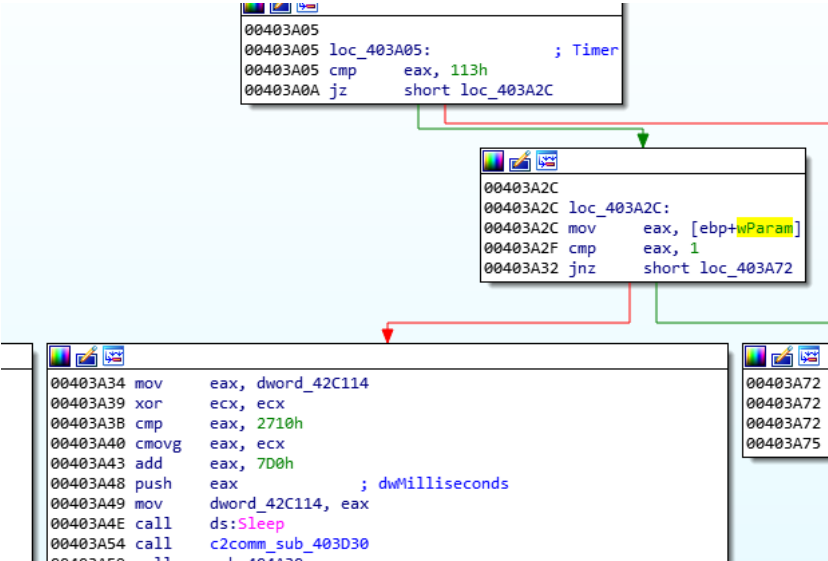 00403A05
00403A05 loc_403A05: ; Timer
00403A05 cmp eax, 113h
00403A0A jz short loc_403A2C
00403A2C
00403A2C loc_403A2C:
00403A2C mov eax, [ebp+wParam]
00403A2F cmp eax, 1
00403A32 jnz short loc_403A72
00403A34 mov eax, dword_42C114
00403A39 xor ecx, ecx
00403A3B cmp eax, 2710h
00403A40 cmovg eax, ecx
00403A43 add eax, 7D0h
00403A48 push eax ; dwMilliseconds
00403A49 mov dword_42C114, eax
00403A4E call ds:Sleep
00403A54 call c2comm_sub_403D30
00403A72
00403A72
00403A72
00403A75